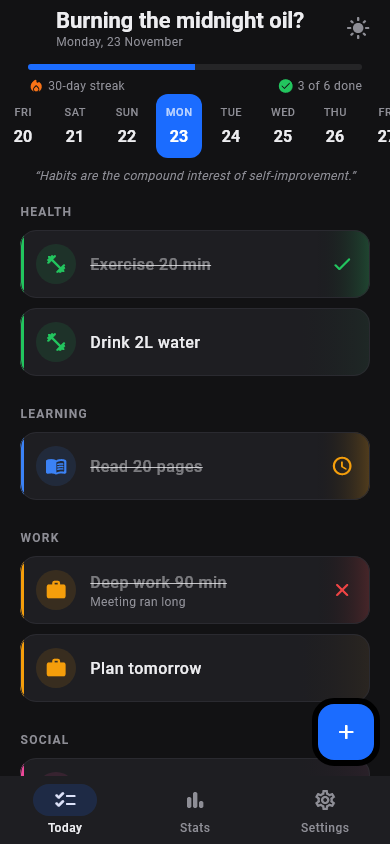 Burning the midnight oil?
Monday, 23 November
30-day streak
3 of 6 done
FRI SAT SUN MON TUE WED THU FR
20 21 22 23 24 25 26 27
“Habits are the compound interest of self-improvement.”
HEALTH
Exercise 20 min
Drink 2L water
LEARNING
Read 20 pages
WORK
Deep work 90 min
Meeting ran long
Plan tomorrow
+
SOCIAL
Today Stats Settings